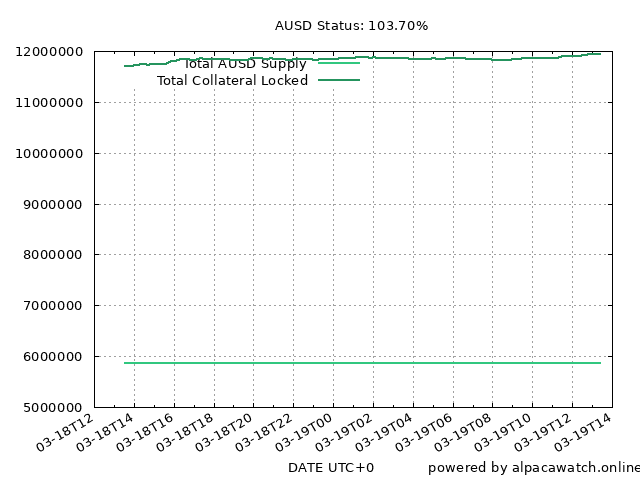 AUSD Status: 103.70%
12000000
Total AUSD Supply
Total Collateral Locked
11000000
10000000
9000000
8000000
7000000
6000000
5000000
03-18T12
03-18T14
03-18T16
03-18T18
03-18T20
03-18T22
03-19T00
03-19T02
03-19T04
03-19T06
03-19T08
03-19T10
03-19T12
03-19T14
DATE UTC+0
powered by alpacawatch.online